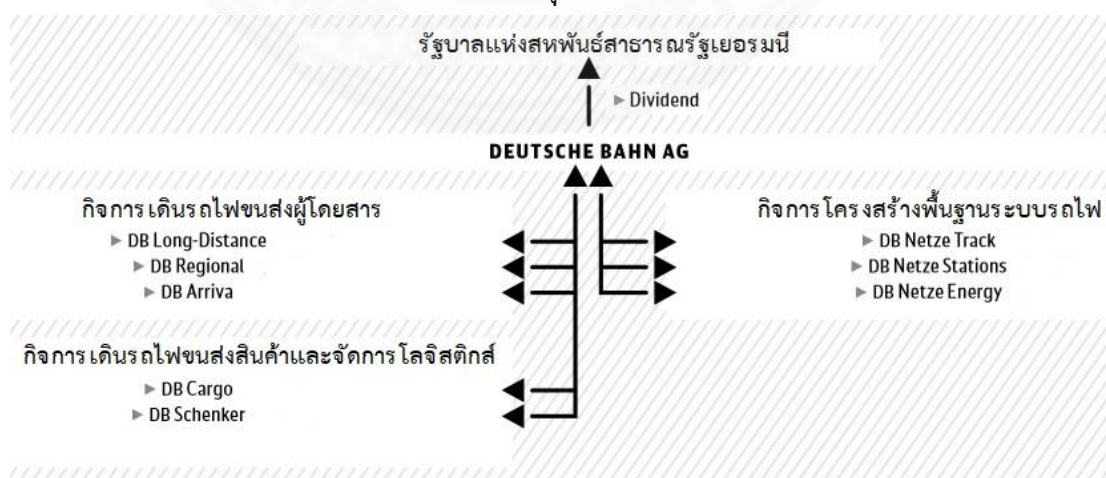 รัฐบาลแห่งสหพันธ์สาธารณรัฐเยอรมนี
▶ Dividend
DEUTSCHE BAHN AG
กิจการเดินรถไฟขนส่งผู้โดยสาร
▶ DB Long-Distance
▶ DB Regional
▶ DB Arriva
กิจการโครงสร้างพื้นฐานระบบรถไฟ
▶ DB Netze Track
▶ DB Netze Stations
▶ DB Netze Energy
กิจการเดินรถไฟขนส่งสินค้าและจัดการโลจิสติกส์
▶ DB Cargo
▶ DB Schenker